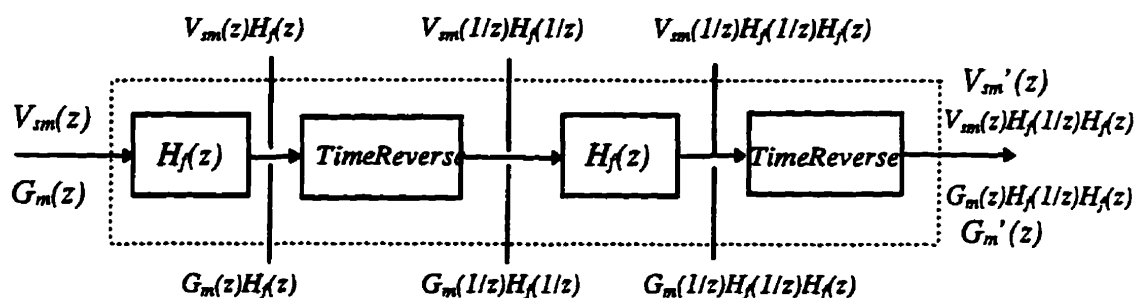 V_sm(z)H_f(z) V_sm(1/z)H_f(1/z) V_sm(1/z)H_f(1/z)H_f(z)
V_sm'(z)
V_sm(z) V_sm(z)H_f(1/z)H_f(z)
H_f(z) TimeReverse H_f(z) TimeReverse
G_m(z) G_m(z)H_f(1/z)H_f(z)
G_m'(z)
G_m(z)H_f(z) G_m(1/z)H_f(1/z) G_m(1/z)H_f(1/z)H_f(z)